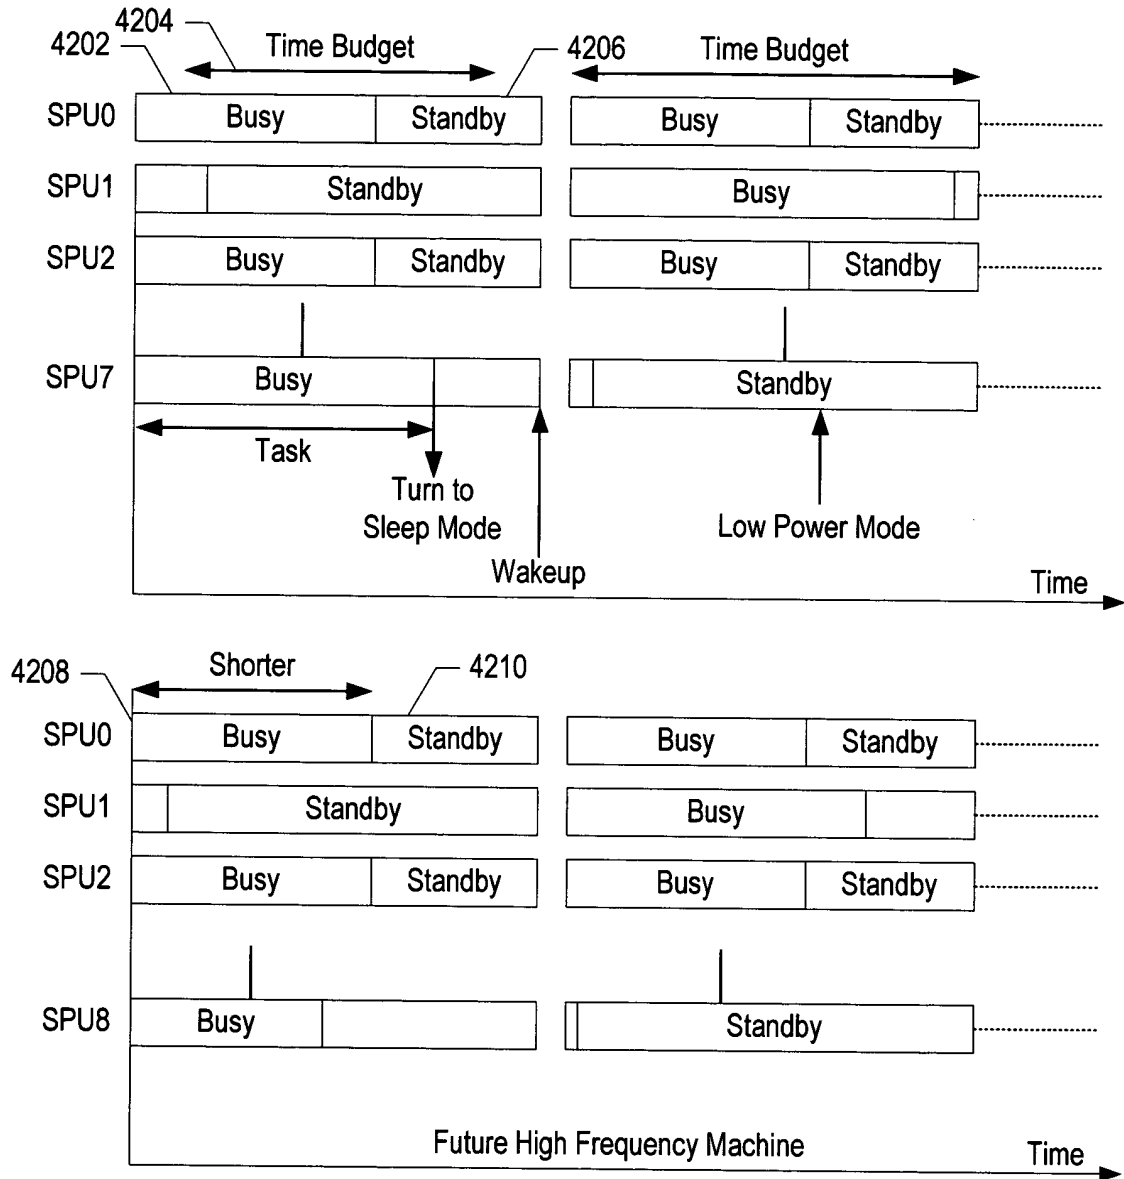 4204
4202
Time Budget
4206
Time Budget
SPU0
Busy
Standby
Busy
Standby
SPU1
Standby
Busy
SPU2
Busy
Standby
Busy
Standby
SPU7
Busy
Standby
Task
Turn to
Sleep Mode
Low Power Mode
Wakeup
Time
4208
Shorter
4210
SPU0
Busy
Standby
Busy
Standby
SPU1
Standby
Busy
SPU2
Busy
Standby
Busy
Standby
SPU8
Busy
Standby
Future High Frequency Machine
Time